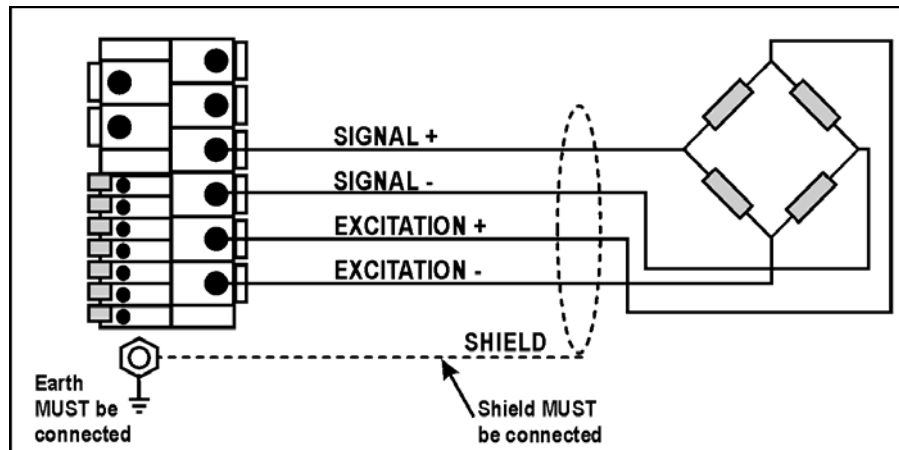 SIGNAL +
SIGNAL -
EXCITATION +
EXCITATION -
SHIELD
Earth
MUST be
connected
Shield MUST
be connected